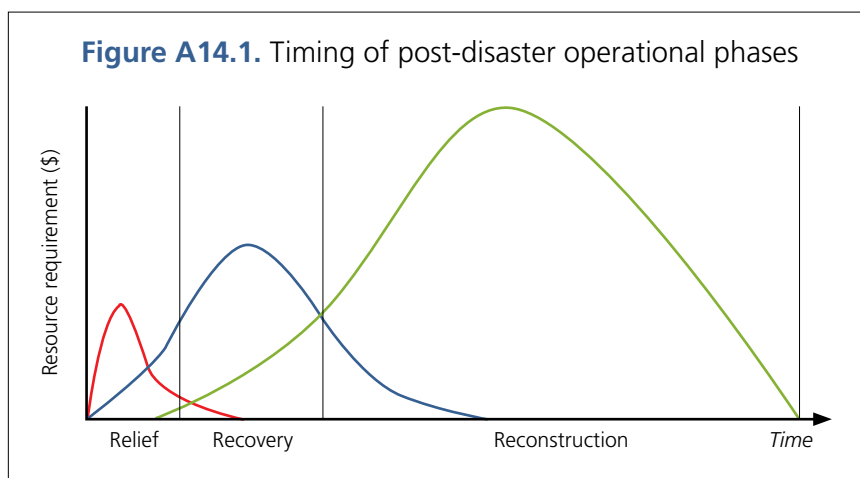 Figure A14.1. Timing of post-disaster operational phases
Resource requirement ($)
Relief Recovery Reconstruction Time